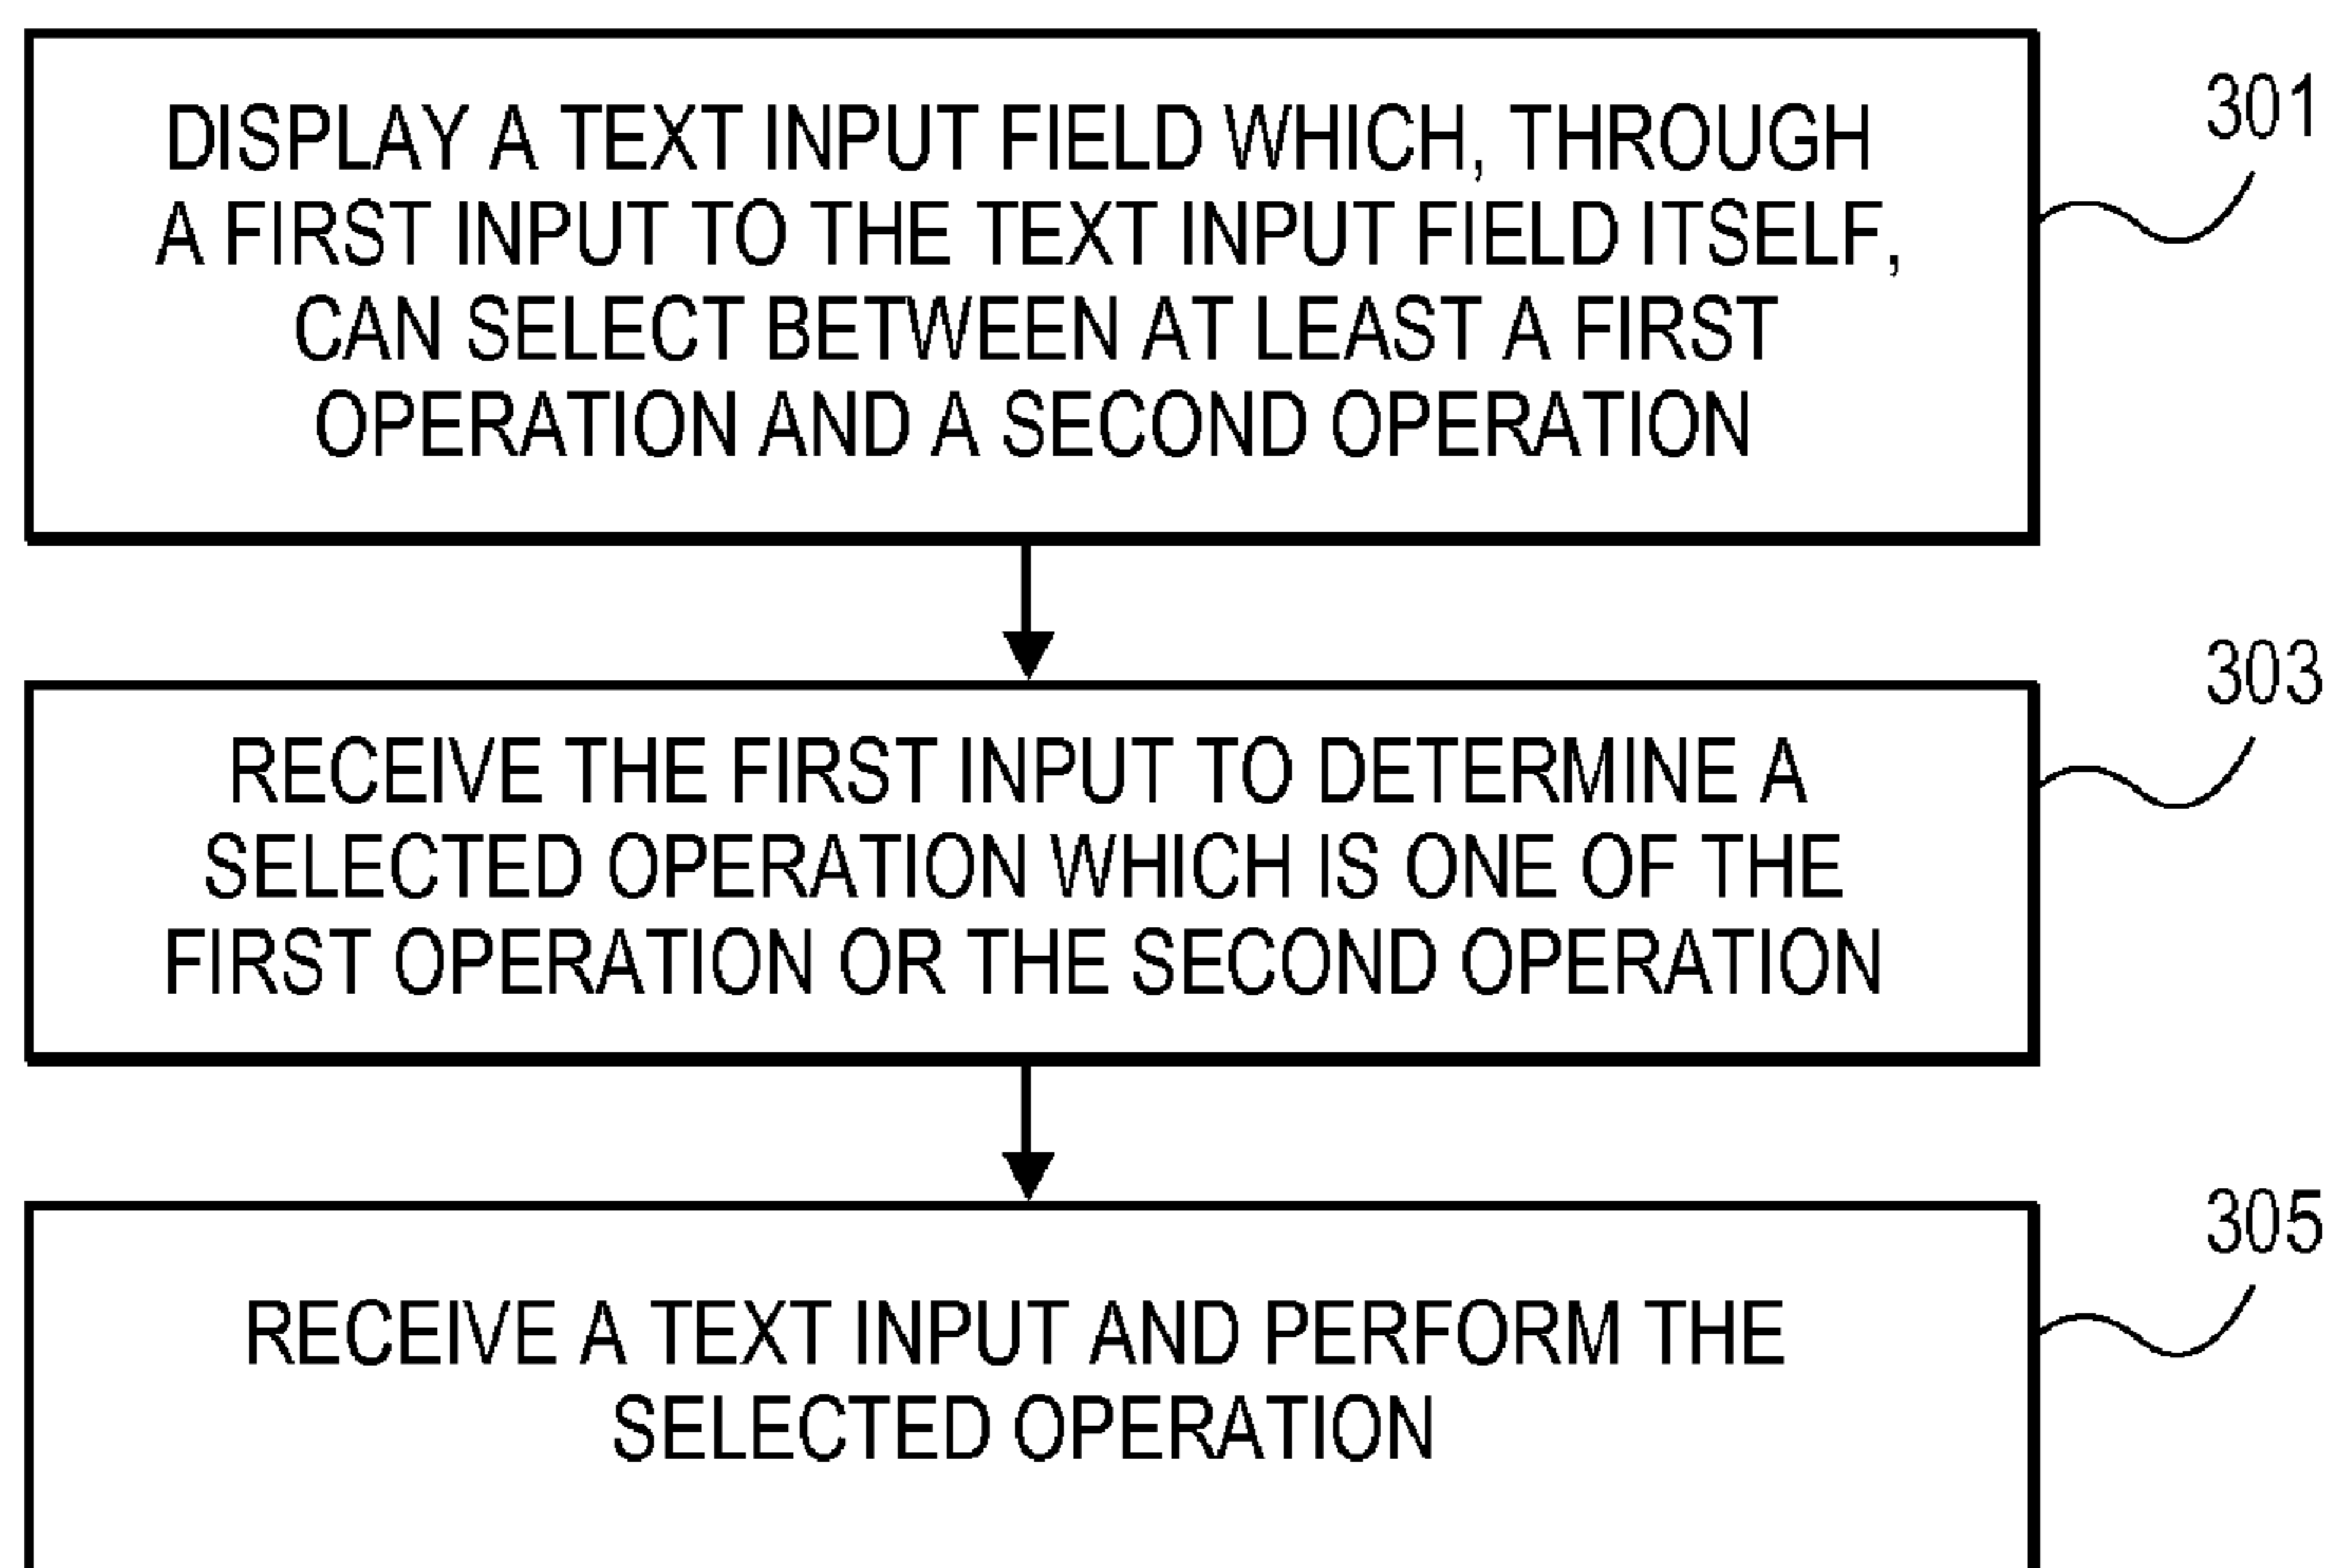 DISPLAY A TEXT INPUT FIELD WHICH, THROUGH
A FIRST INPUT TO THE TEXT INPUT FIELD ITSELF,
CAN SELECT BETWEEN AT LEAST A FIRST
OPERATION AND A SECOND OPERATION
301
RECEIVE THE FIRST INPUT TO DETERMINE A
SELECTED OPERATION WHICH IS ONE OF THE
FIRST OPERATION OR THE SECOND OPERATION
303
RECEIVE A TEXT INPUT AND PERFORM THE
SELECTED OPERATION
305